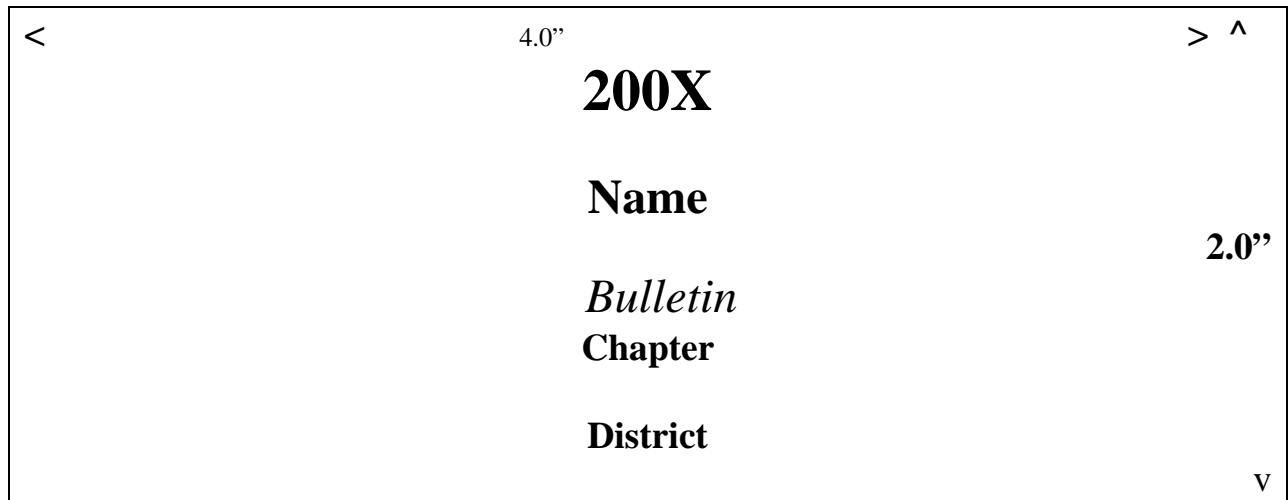 < 4.0” > ^
200X
Name
2.0”
Bulletin
Chapter
District
v